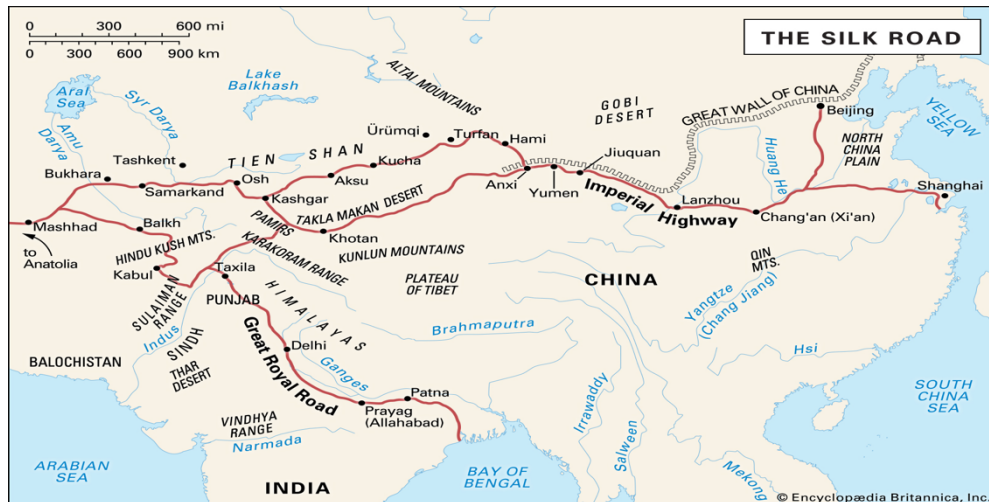 0 300 600 mi
0 300 600 900 km
THE SILK ROAD
Aral
Sea
Lake
Balkhash
ALTAI MOUNTAINS
GOBI
DESERT
GREAT WALL OF CHINA
Beijing
YELLOW
SEA
Syr Darya
Amu
Darya
Ürümqi
Turfan
Hami
Tashkent
TIEN SHAN
Kucha
Jiuquan
Huang He
NORTH
CHINA
PLAIN
Bukhara
Samarkand
Osh
Aksu
Anxi
Yumen
Imperial
Highway
Lanzhou
Shanghai
Kashgar
TAKLA MAKAN DESERT
Chang'an (Xi'an)
Mashhad
to
Anatolia
Balkh
PAMIRS
Khotan
HINDU KUSH MTS.
KARAKORAM RANGE
KUNLUN MOUNTAINS
Kabul
Taxila
PLATEAU
OF TIBET
CHINA
QIN
MTS.
SULAIMAN
RANGE
PUNJAB
HIMALAYAS
Yangtze
(Chang Jiang)
Indus
SINDH
Great Royal Road
Brahmaputra
BALOCHISTAN
THAR
DESERT
Delhi
Ganges
Hsi
Patna
Prayag
(Allahabad)
VINDHYA
RANGE
Narmada
Irrawaddy
Salween
SOUTH
CHINA
SEA
ARABIAN
SEA
INDIA
BAY OF
BENGAL
Mekong
© Encyclopædia Britannica, Inc.